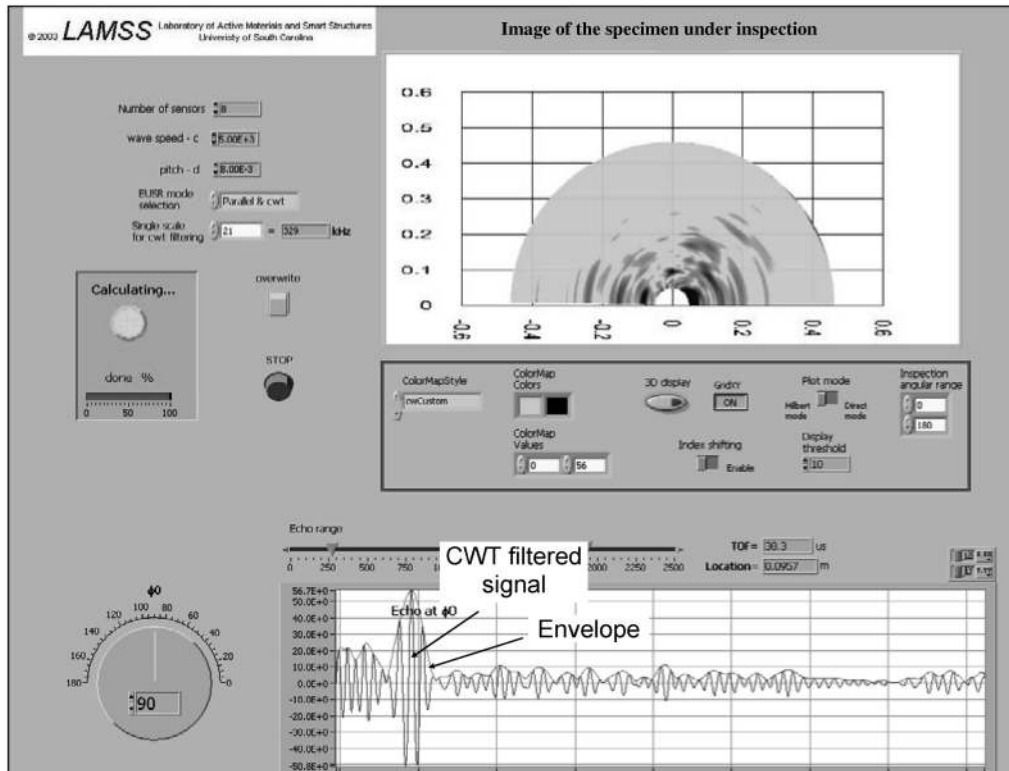 © 2003 LAMSS Laboratory of Active Materials and Smart Structures
Univeristy of South Carolina
Image of the specimen under inspection
Number of sensors 8
wave speed - c 5.00E+3
pitch - d 8.00E-3
EUSR mode
selection Parallel & cwt
Single scale
for cwt filtering 21 = 329 kHz
Calculating...
done %
0 50 100
overwrite
STOP
0.6
0.5
0.4
0.3
0.2
0.1
0
-0.6 -0.4 -0.2 0 0.2 0.4 0.6
ColorMapStyle
cwCustom
ColorMap
Colors
ColorMap
Values
0 56
3D display
GridXY
ON
Index shifting
Enable
Plot mode
Hilbert
mode
Direct
mode
Display
threshold
10
Inspection
angular range
0
180
Echo range
0 250 500 750 1000 2250 2500
TOF= 38.3 us
Location= 0.0957 m
CWT filtered
signal
Echo at ϕ0
Envelope
56.7E+0
50.0E+0
40.0E+0
30.0E+0
20.0E+0
10.0E+0
0.0E+0
-10.0E+0
-20.0E+0
-30.0E+0
-40.0E+0
-50.8E+0
ϕ0
180 160 140 120 100 80 60 40 20 0
90